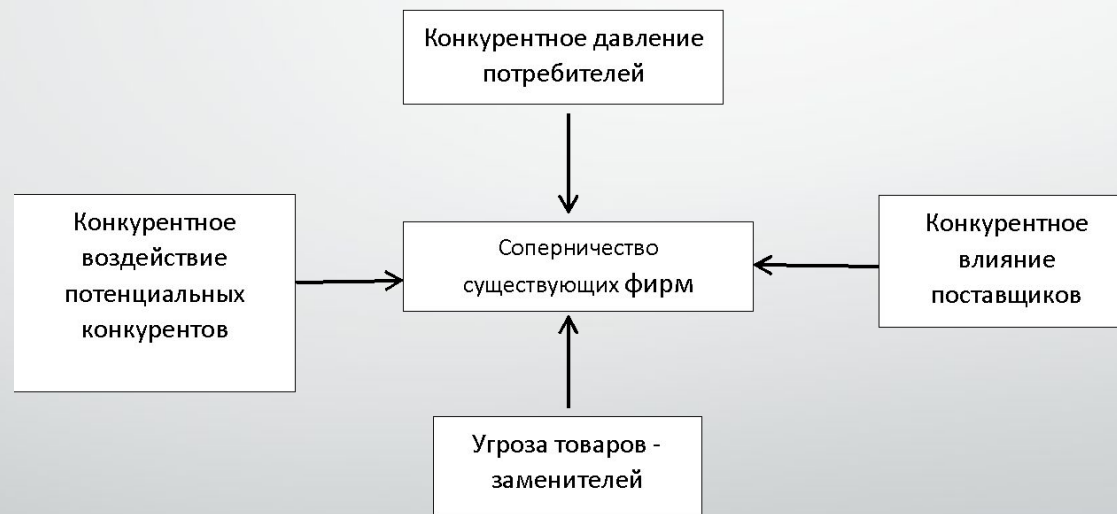 Конкурентное давление
потребителей
Конкурентное
воздействие
потенциальных
конкурентов
Соперничество
существующих фирм
Конкурентное
влияние
поставщиков
Угроза товаров -
заменителей